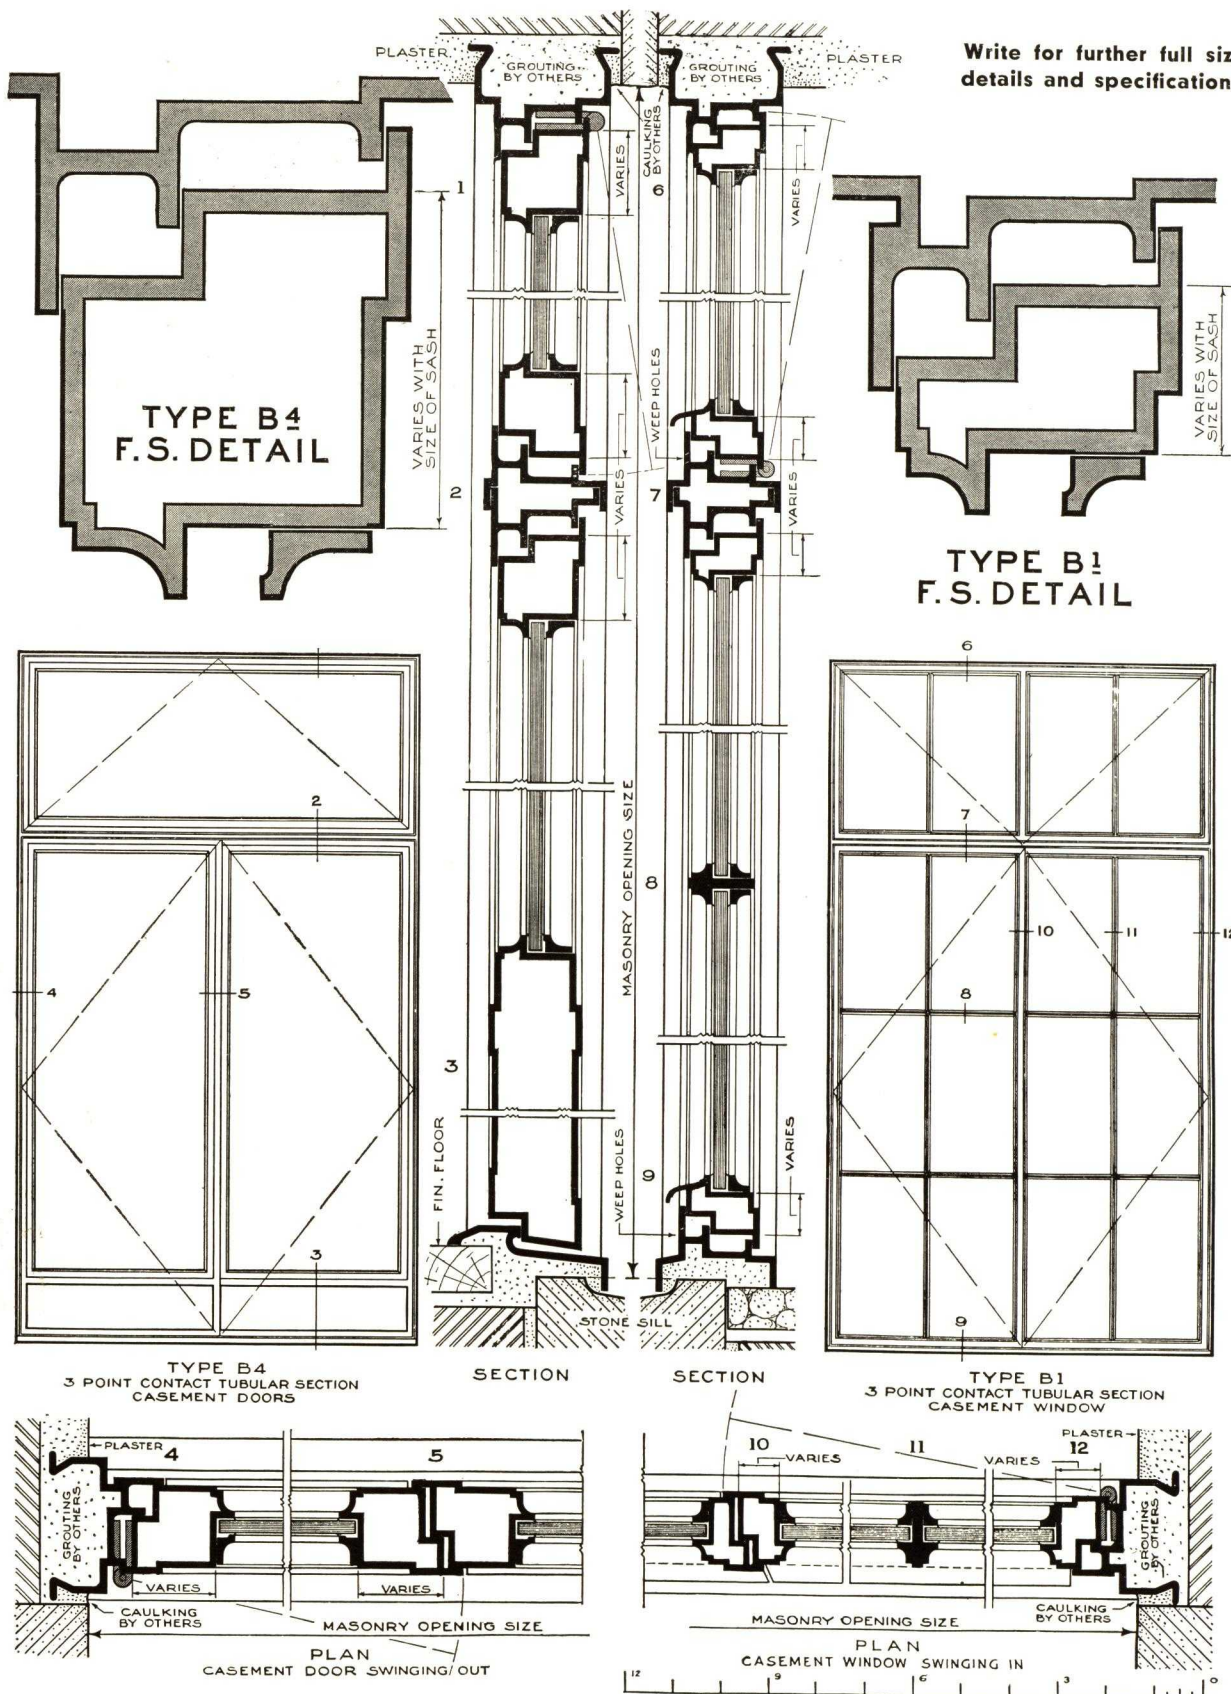 Write for further full siz
details and specification
PLASTER
GROUTING
BY OTHERS
GROUTING
BY OTHERS
PLASTER
CAULKING
BY OTHERS
1
VARIES
6
VARIES
VARIES WITH
SIZE OF SASH
TYPE B4
F.S. DETAIL
WEEP HOLES
2
VARIES
7
VARIES
VARIES WITH
SIZE OF SASH
TYPE B1
F.S. DETAIL
MASONRY OPENING SIZE
8
3
FIN. FLOOR
WEEP HOLES
9
VARIES
STONE SILL
2
4
5
3
6
7
10
11
12
8
9
TYPE B4
3 POINT CONTACT TUBULAR SECTION
CASEMENT DOORS
SECTION
SECTION
TYPE B1
3 POINT CONTACT TUBULAR SECTION
CASEMENT WINDOW
PLASTER
4
5
GROUTING
BY OTHERS
VARIES
VARIES
CAULKING
BY OTHERS
MASONRY OPENING SIZE
PLAN
CASEMENT DOOR SWINGING OUT
10
VARIES
11
VARIES
12
PLASTER
GROUTING
BY OTHERS
MASONRY OPENING SIZE
CAULKING
BY OTHERS
PLAN
CASEMENT WINDOW SWINGING IN
12 9 6 3 0